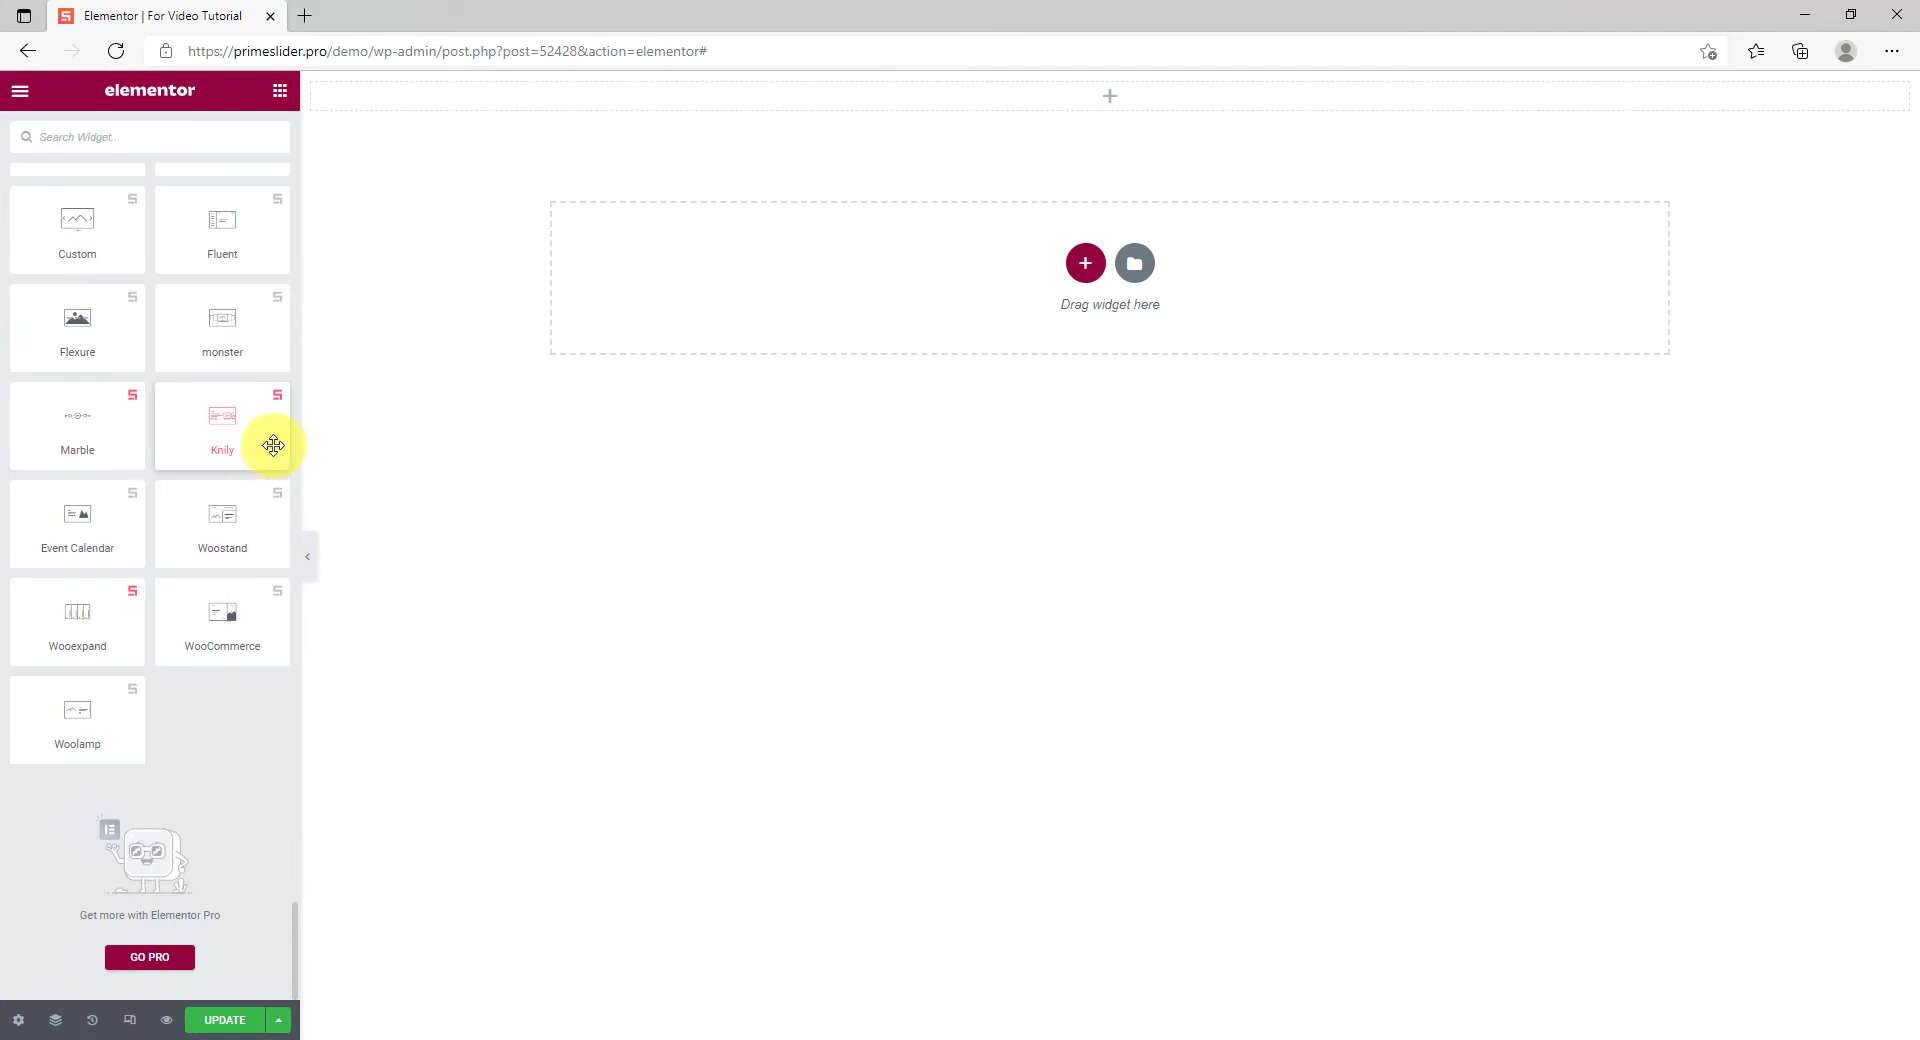 Elementor | For Video Tutorial
https://primeslider.pro/demo/wp-admin/post.php?post=52428&action=elementor#
elementor
Search Widget...
Custom
Fluent
Flexure
monster
Marble
Knily
Event Calendar
Woostand
Wooexpand
WooCommerce
Woolamp
Get more with Elementor Pro
GO PRO
UPDATE
Drag widget here